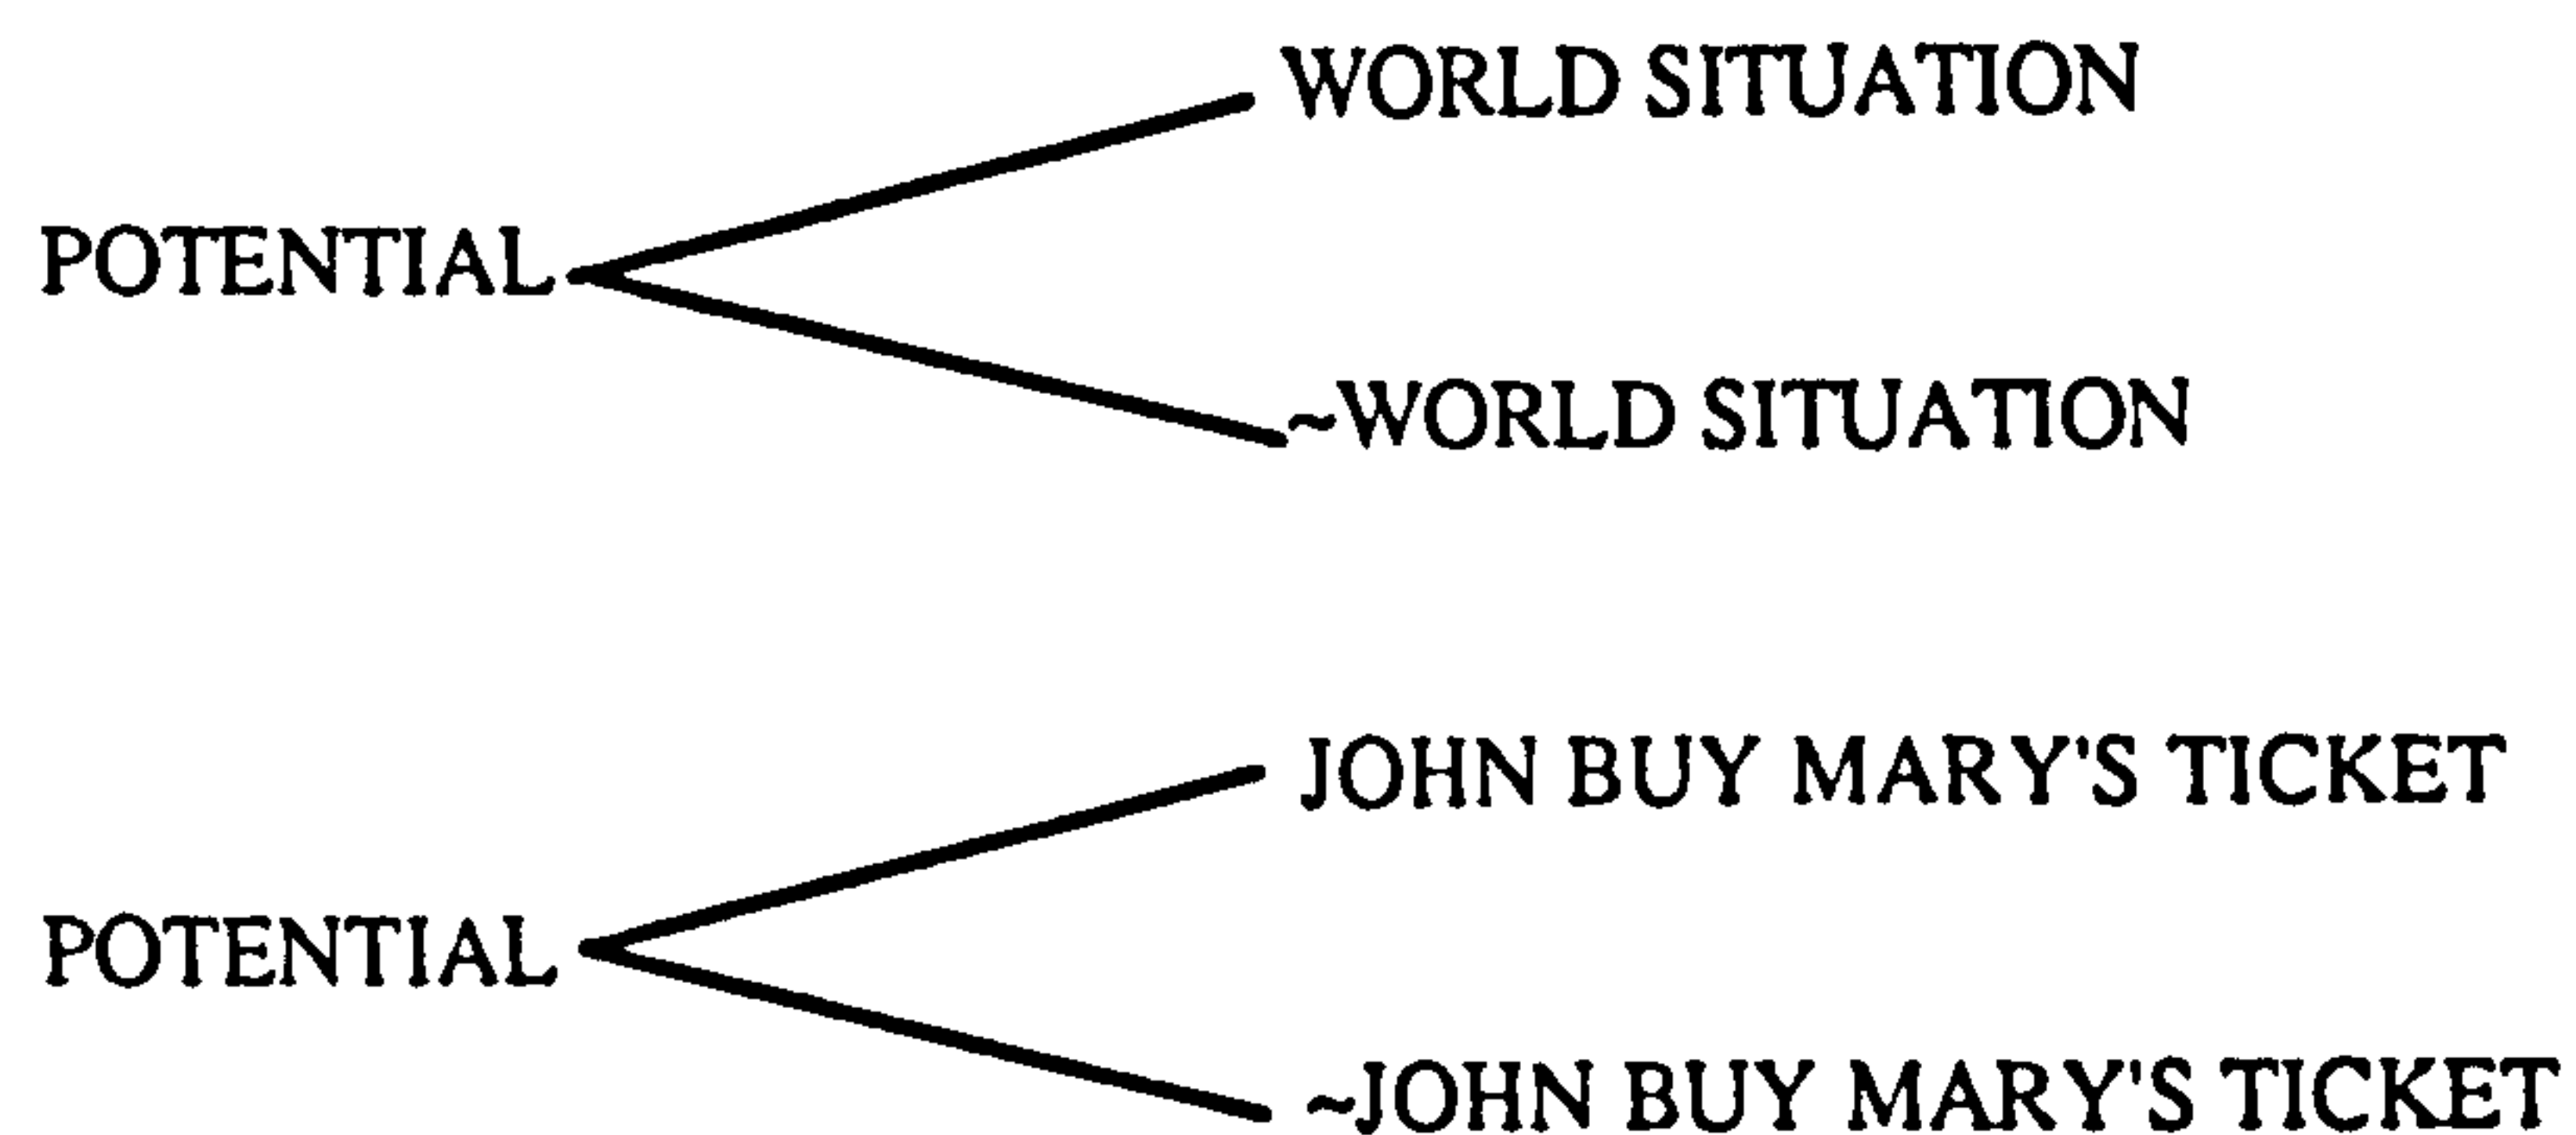 WORLD SITUATION
POTENTIAL
~WORLD SITUATION
JOHN BUY MARY'S TICKET
POTENTIAL
~JOHN BUY MARY'S TICKET